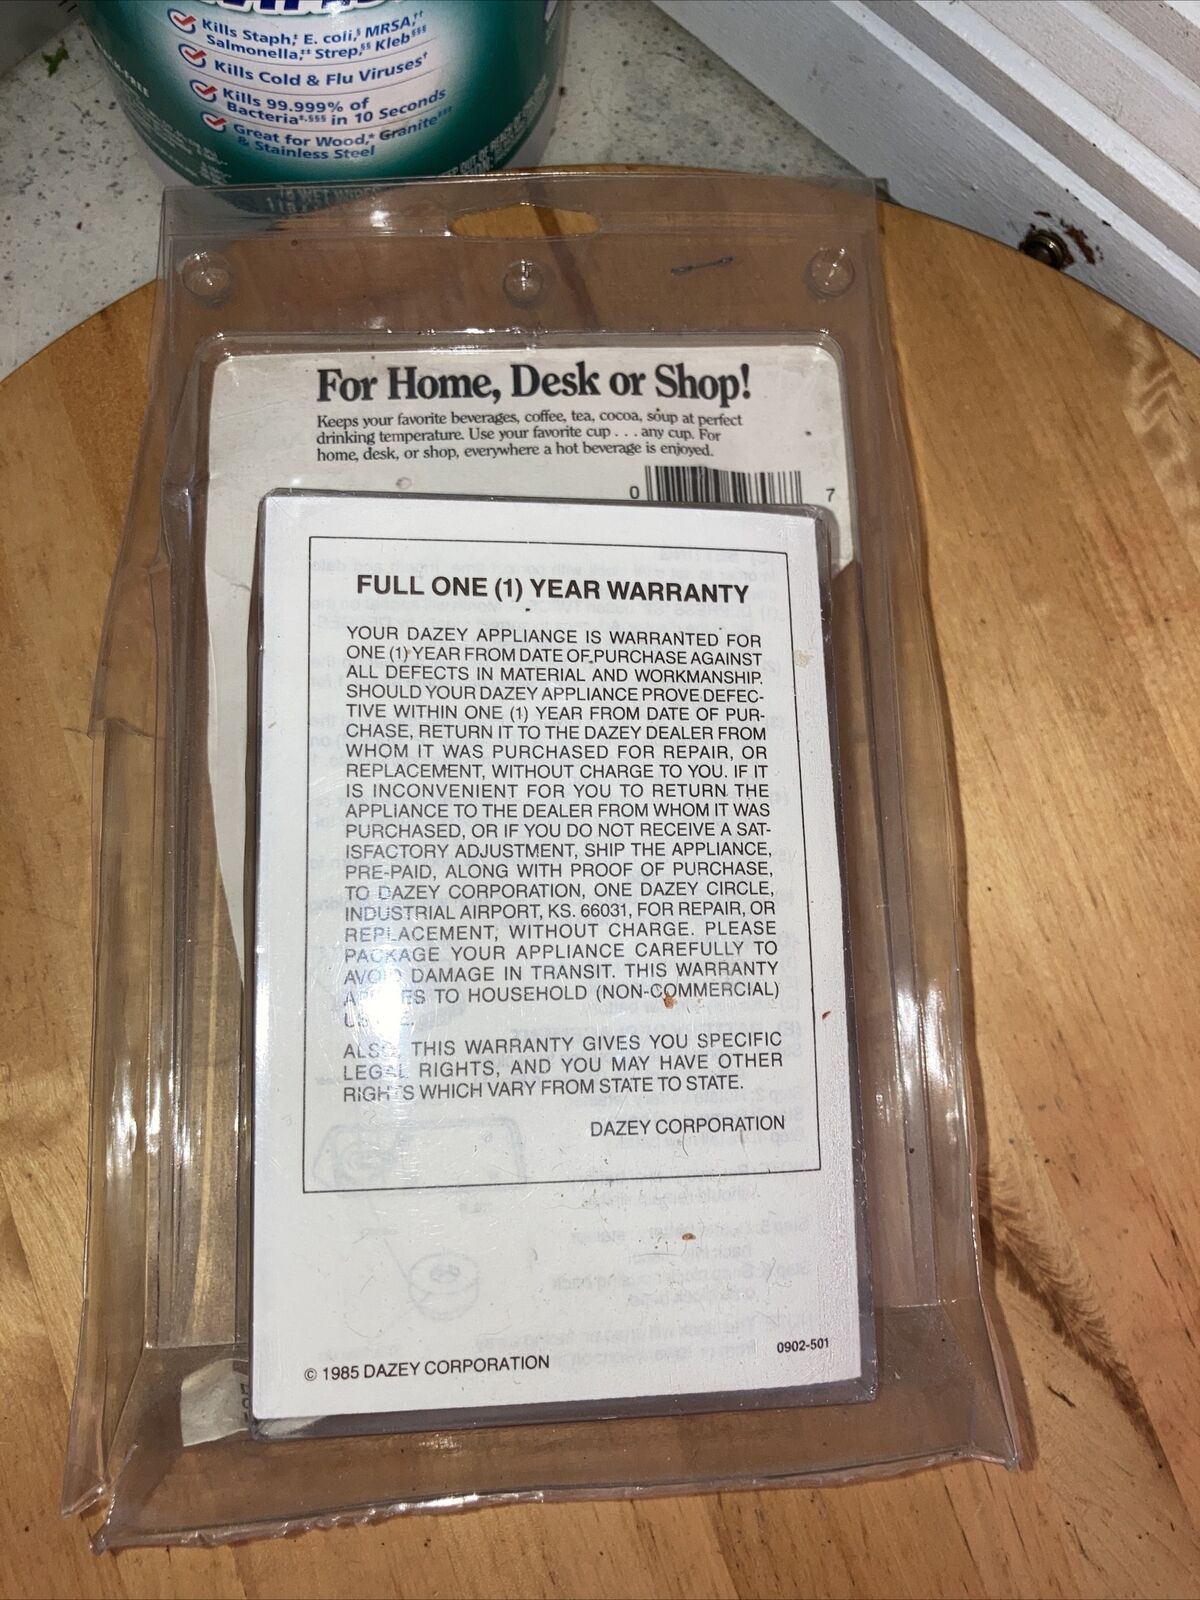 Kills Staph,‡ E. coli,§ MRSA,††
Salmonella,‡‡ Strep,§§ Kleb§§§
Kills Cold & Flu Viruses†
Kills 99.999% of
Bacteria‡,§§§ in 10 Seconds
Great for Wood,* Granite
& Stainless Steel
For Home, Desk or Shop!
Keeps your favorite beverages, coffee, tea, cocoa, soup at perfect
drinking temperature. Use your favorite cup . . . any cup. For
home, desk, or shop, everywhere a hot beverage is enjoyed.
0 7
FULL ONE (1) YEAR WARRANTY
YOUR DAZEY APPLIANCE IS WARRANTED FOR
ONE (1) YEAR FROM DATE OF PURCHASE AGAINST
ALL DEFECTS IN MATERIAL AND WORKMANSHIP.
SHOULD YOUR DAZEY APPLIANCE PROVE DEFEC-
TIVE WITHIN ONE (1) YEAR FROM DATE OF PUR-
CHASE, RETURN IT TO THE DAZEY DEALER FROM
WHOM IT WAS PURCHASED FOR REPAIR, OR
REPLACEMENT, WITHOUT CHARGE TO YOU. IF IT
IS INCONVENIENT FOR YOU TO RETURN THE
APPLIANCE TO THE DEALER FROM WHOM IT WAS
PURCHASED, OR IF YOU DO NOT RECEIVE A SAT-
ISFACTORY ADJUSTMENT, SHIP THE APPLIANCE,
PRE-PAID, ALONG WITH PROOF OF PURCHASE,
TO DAZEY CORPORATION, ONE DAZEY CIRCLE,
INDUSTRIAL AIRPORT, KS. 66031, FOR REPAIR, OR
REPLACEMENT, WITHOUT CHARGE. PLEASE
PACKAGE YOUR APPLIANCE CAREFULLY TO
AVOID DAMAGE IN TRANSIT. THIS WARRANTY
APPLIES TO HOUSEHOLD (NON-COMMERCIAL)
ALSO, THIS WARRANTY GIVES YOU SPECIFIC
LEGAL RIGHTS, AND YOU MAY HAVE OTHER
RIGHTS WHICH VARY FROM STATE TO STATE.
DAZEY CORPORATION
© 1985 DAZEY CORPORATION
0902-501